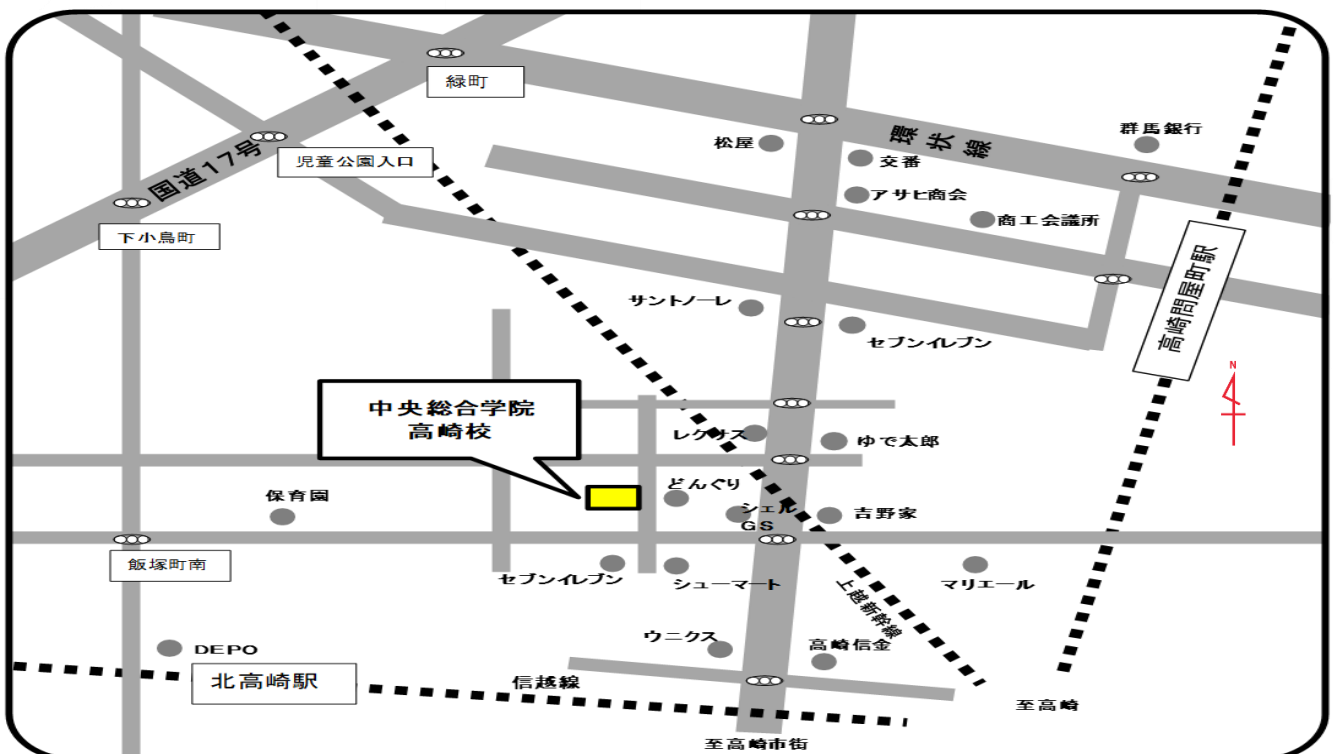 緑町
国道17号
児童公園入口
下小鳥町
松屋
環状線
群馬銀行
交番
アサヒ商会
商工会議所
高崎問屋町駅
サントノーレ
セブンイレブン
N
中央総合学院
高崎校
レクサス
ゆで太郎
どんぐり
シェル
GS
吉野家
保育園
飯塚町南
セブンイレブン
シューマート
マリエール
上越新幹線
ウニクス
高崎信金
DEPO
北高崎駅
信越線
至高崎
至高崎市街